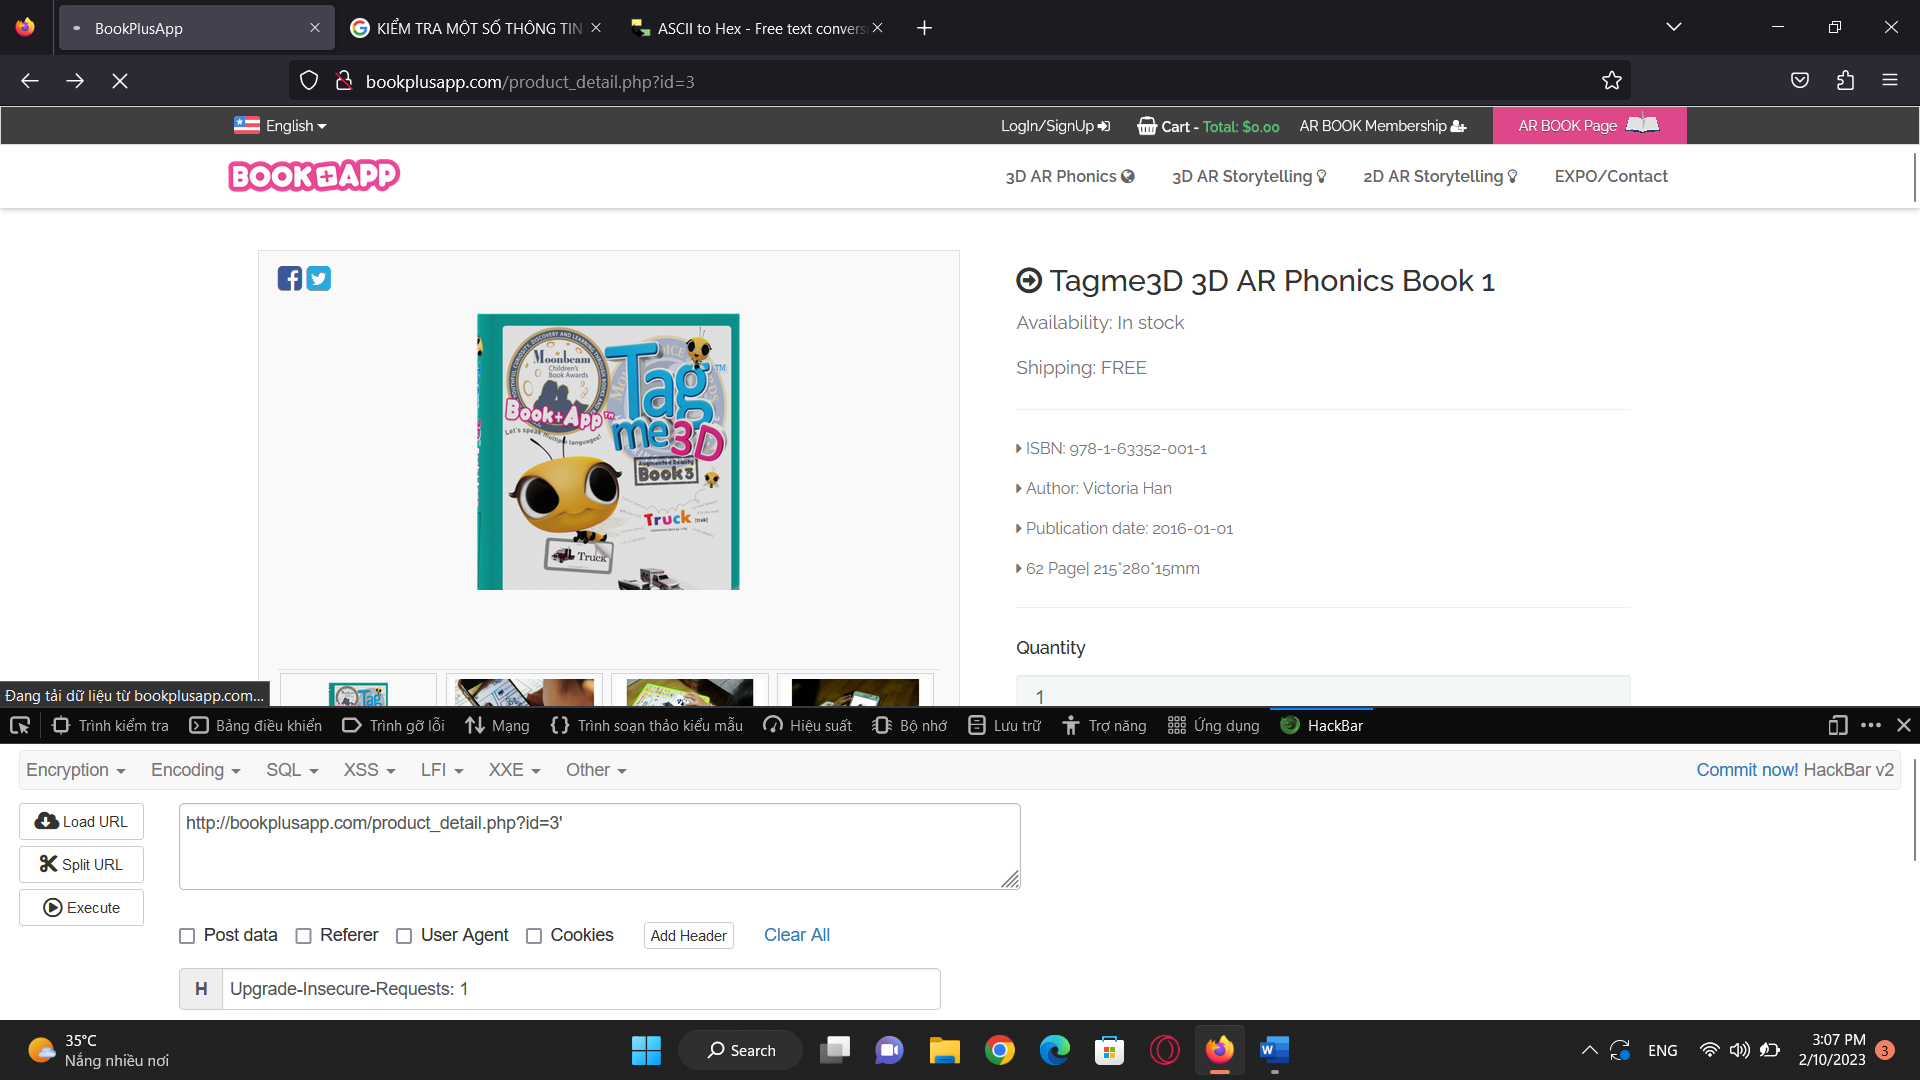 BookPlusApp
KIỂM TRA MỘT SỐ THÔNG TIN
ASCII to Hex - Free text convers
bookplusapp.com/product_detail.php?id=3
English
LogIn/SignUp
Cart - Total: $0.00
AR BOOK Membership
AR BOOK Page
BOOK+APP
3D AR Phonics
3D AR Storytelling
2D AR Storytelling
EXPO/Contact
Moonbeam
Children's
Book Awards
Book+App™
Let's speak multiple languages!
Tag™
me3D
Augmented Reality
Book3
Truck
Truck
Tagme3D 3D AR Phonics Book 1
Availability: In stock
Shipping: FREE
ISBN: 978-1-63352-001-1
Author: Victoria Han
Publication date: 2016-01-01
62 Page| 215*280*15mm
Quantity
1
Đang tải dữ liệu từ bookplusapp.com...
Trình kiểm tra
Bảng điều khiển
Trình gỡ lỗi
Mạng
Trình soạn thảo kiểu mẫu
Hiệu suất
Bộ nhớ
Lưu trữ
Trợ năng
Ứng dụng
HackBar
Encryption
Encoding
SQL
XSS
LFI
XXE
Other
Commit now! HackBar v2
Load URL
Split URL
Execute
http://bookplusapp.com/product_detail.php?id=3'
Post data
Referer
User Agent
Cookies
Add Header
Clear All
H
Upgrade-Insecure-Requests: 1
35°C
Nắng nhiều nơi
Search
ENG
3:07 PM
2/10/2023
3